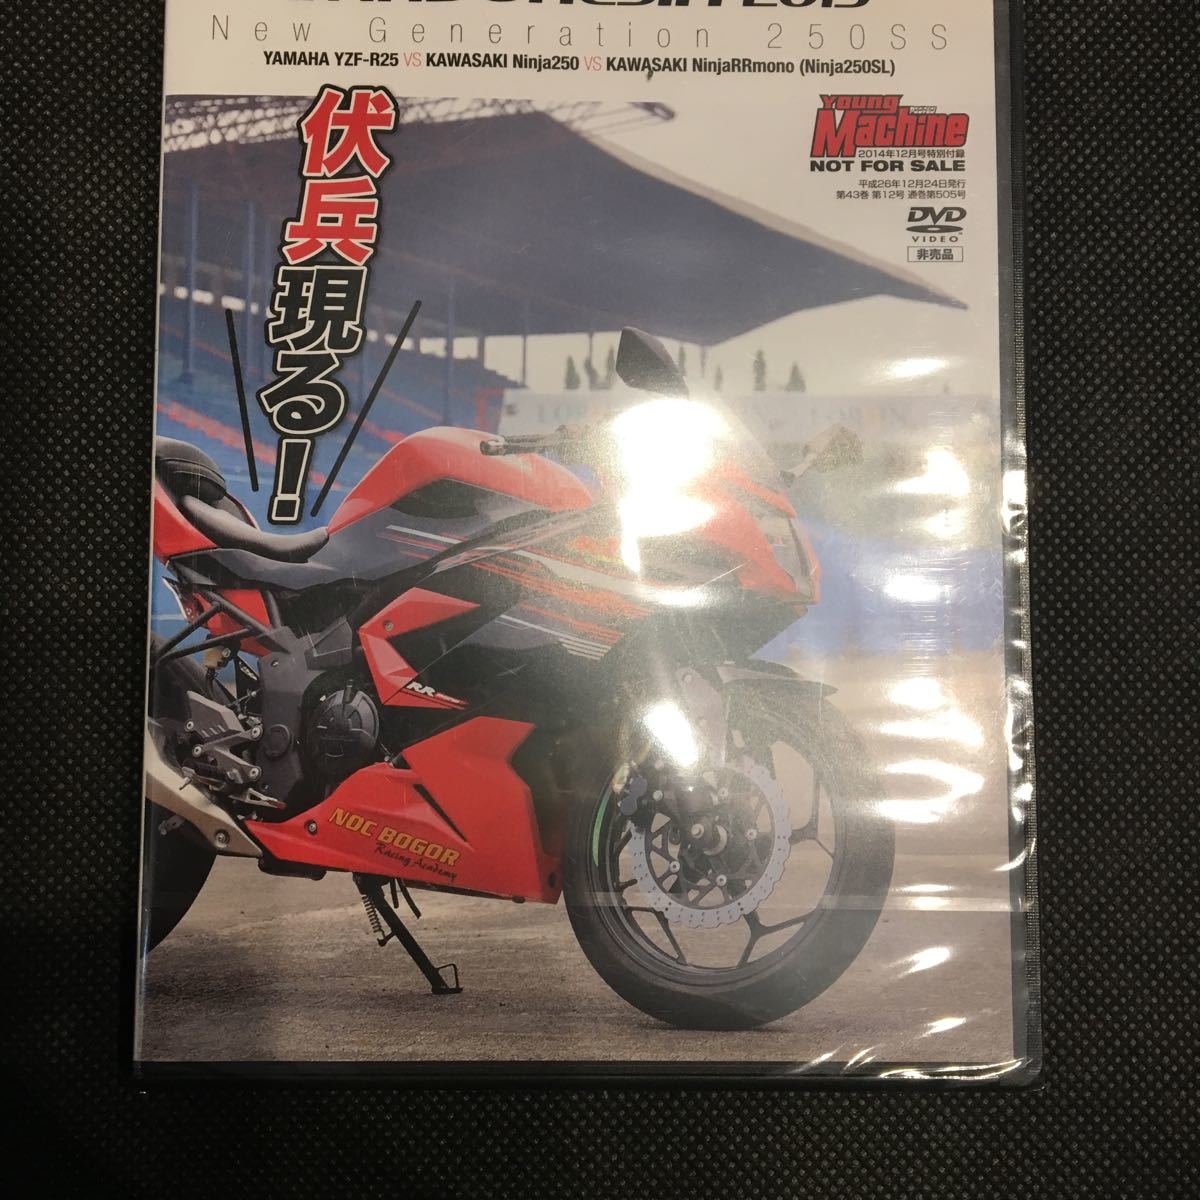 New Generation 250SS
YAMAHA YZF-R25 VS KAWASAKI Ninja250 VS KAWASAKI NinjaRRmono (Ninja250SL)
伏兵現る!
Young
Machine
2014年12月号特別付録
NOT FOR SALE
平成26年12月24日発行
第43巻 第12号 通巻第505号
DVD
VIDEO
非売品
RR mono
NOC BOGOR
Racing Academy